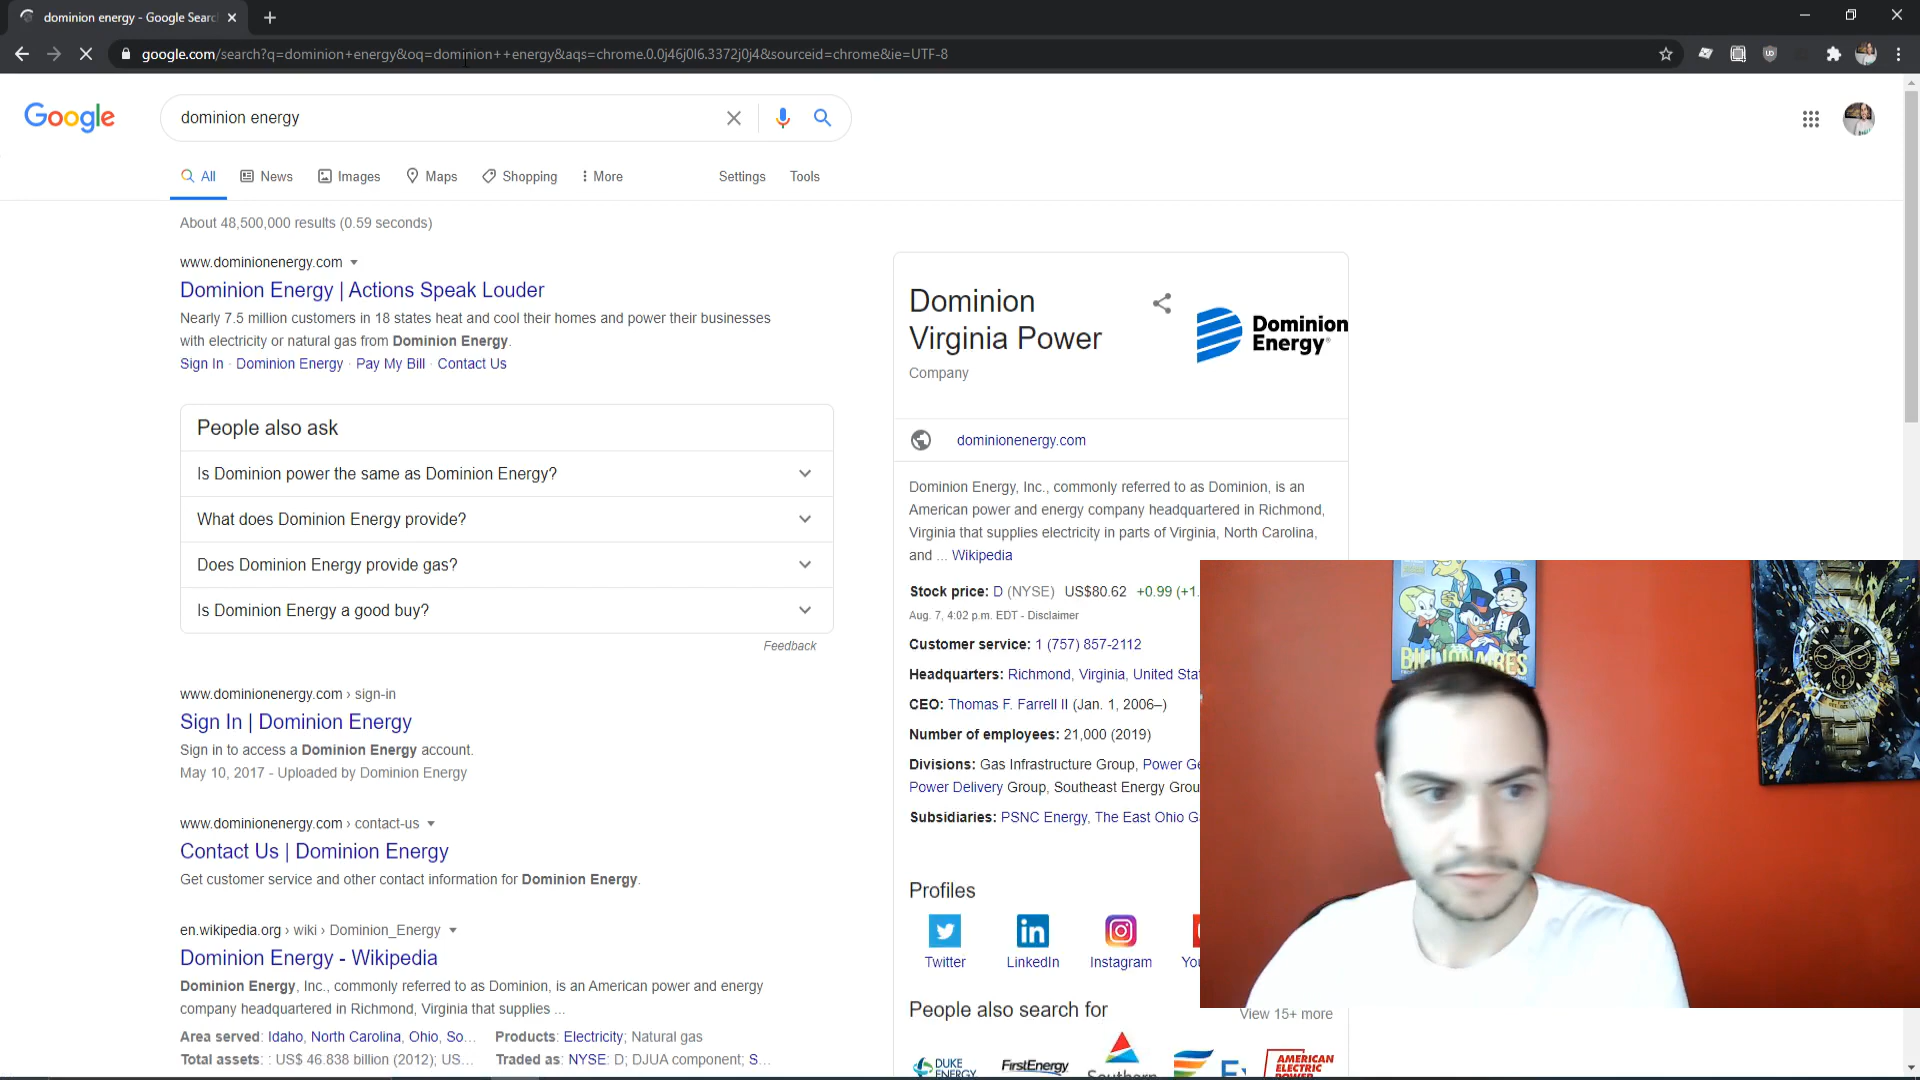 dominion energy - Google Searc
google.com/search?q=dominion+energy&oq=dominion++energy&aqs=chrome.0.0j46j0l6.3372j0j4&sourceid=chrome&ie=UTF-8
Google
dominion energy
All
News
Images
Maps
Shopping
More
Settings
Tools
About 48,500,000 results (0.59 seconds)
www.dominionenergy.com
Dominion Energy | Actions Speak Louder
Nearly 7.5 million customers in 18 states heat and cool their homes and power their businesses
with electricity or natural gas from Dominion Energy.
Sign In · Dominion Energy · Pay My Bill · Contact Us
People also ask
Is Dominion power the same as Dominion Energy?
What does Dominion Energy provide?
Does Dominion Energy provide gas?
Is Dominion Energy a good buy?
Feedback
www.dominionenergy.com › sign-in
Sign In | Dominion Energy
Sign in to access a Dominion Energy account.
May 10, 2017 - Uploaded by Dominion Energy
www.dominionenergy.com › contact-us
Contact Us | Dominion Energy
Get customer service and other contact information for Dominion Energy.
en.wikipedia.org › wiki › Dominion_Energy
Dominion Energy - Wikipedia
Dominion Energy, Inc., commonly referred to as Dominion, is an American power and energy
company headquartered in Richmond, Virginia that supplies ...
Area served: Idaho, North Carolina, Ohio, So...
Products: Electricity; Natural gas
Total assets: : US$ 46.838 billion (2012); US...
Traded as: NYSE: D; DJUA component; S...
Dominion
Virginia Power
Company
Dominion
Energy®
dominionenergy.com
Dominion Energy, Inc., commonly referred to as Dominion, is an
American power and energy company headquartered in Richmond,
Virginia that supplies electricity in parts of Virginia, North Carolina,
and ... Wikipedia
Stock price: D (NYSE) US$80.62 +0.99 (+1.
Aug. 7, 4:02 p.m. EDT - Disclaimer
Customer service: 1 (757) 857-2112
Headquarters: Richmond, Virginia, United Sta
CEO: Thomas F. Farrell II (Jan. 1, 2006–)
Number of employees: 21,000 (2019)
Divisions: Gas Infrastructure Group, Power Ge
Power Delivery Group, Southeast Energy Grou
Subsidiaries: PSNC Energy, The East Ohio G
Profiles
Twitter
LinkedIn
Instagram
You
People also search for
View 15+ more
DUKE
ENERGY
FirstEnergy
Southern
AMERICAN
ELECTRIC
POWER
BILLIONAIRES